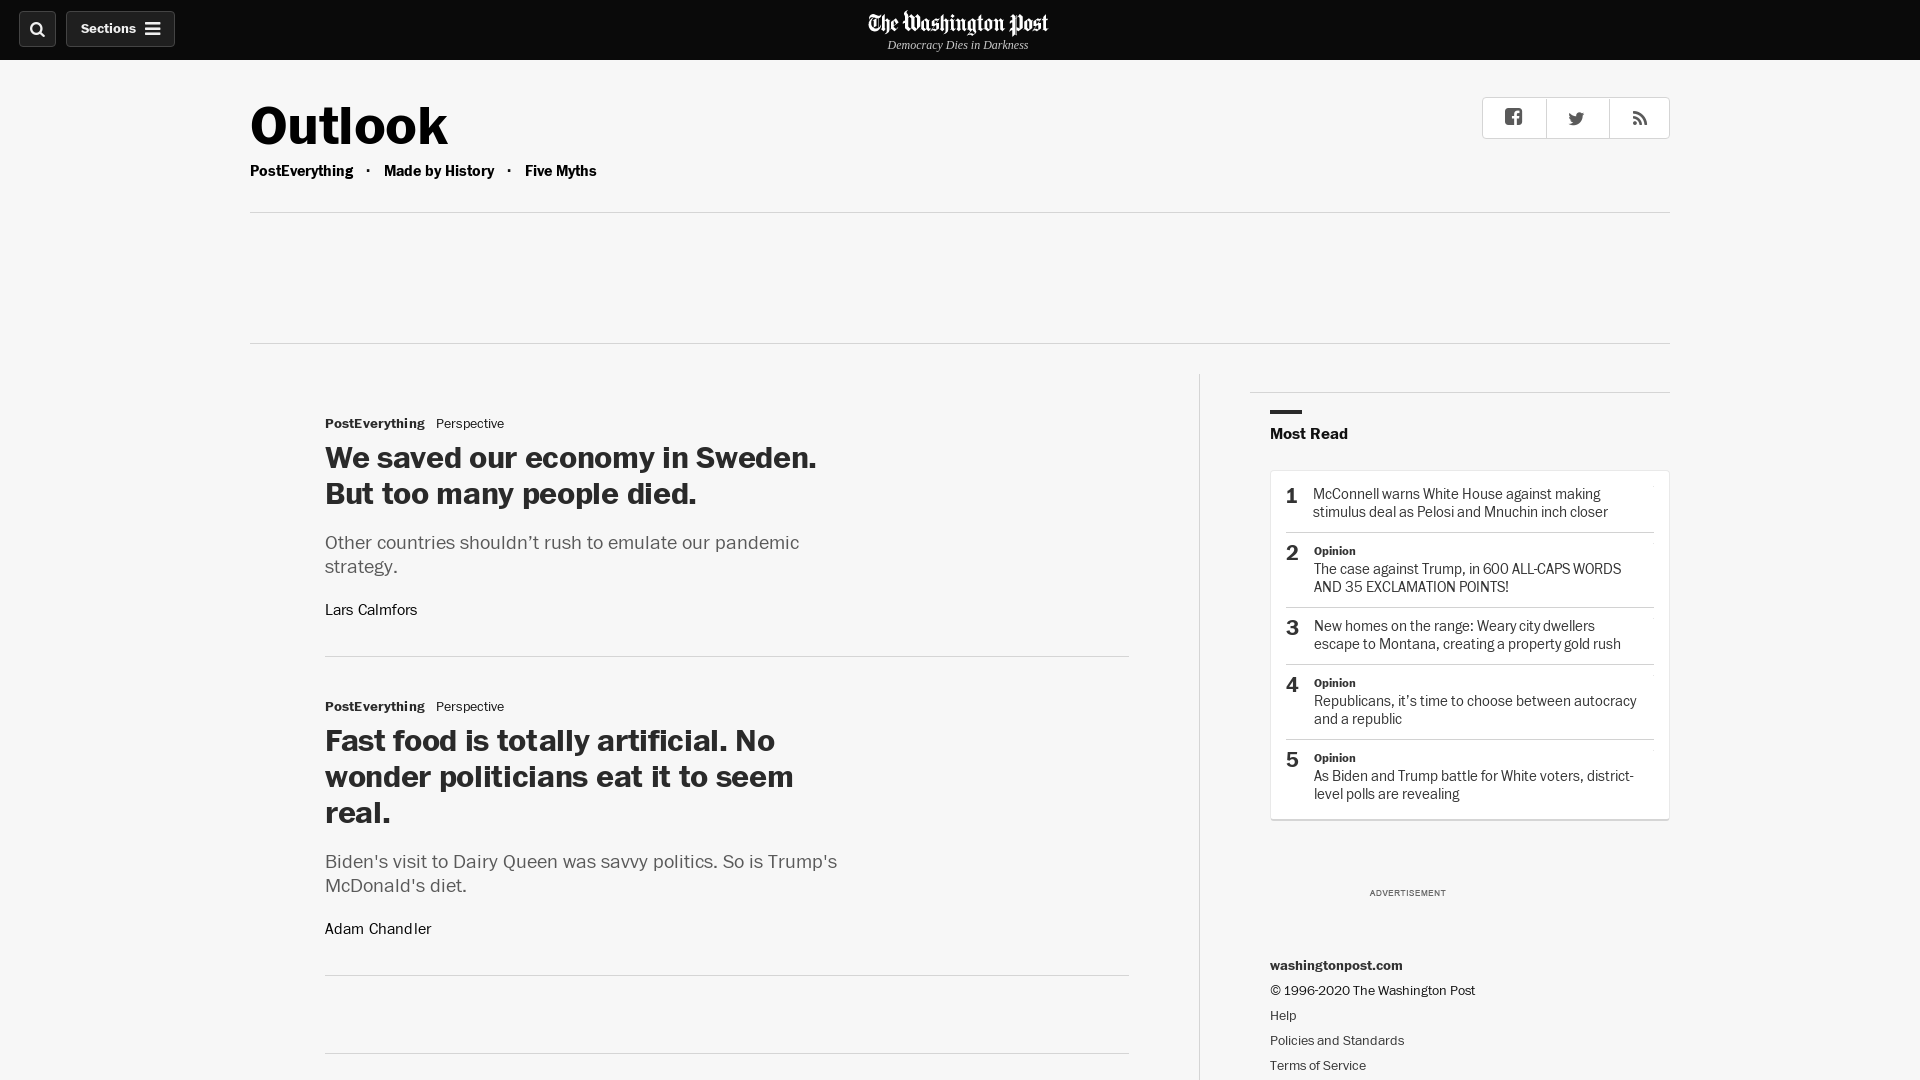 Sections
The Washington Post
Democracy Dies in Darkness
Outlook
PostEverything · Made by History · Five Myths
PostEverything Perspective
We saved our economy in Sweden.
But too many people died.
Other countries shouldn’t rush to emulate our pandemic
strategy.
Lars Calmfors
PostEverything Perspective
Fast food is totally artificial. No
wonder politicians eat it to seem
real.
Biden's visit to Dairy Queen was savvy politics. So is Trump's
McDonald's diet.
Adam Chandler
Most Read
1 McConnell warns White House against making
stimulus deal as Pelosi and Mnuchin inch closer
2 Opinion
The case against Trump, in 600 ALL-CAPS WORDS
AND 35 EXCLAMATION POINTS!
3 New homes on the range: Weary city dwellers
escape to Montana, creating a property gold rush
4 Opinion
Republicans, it’s time to choose between autocracy
and a republic
5 Opinion
As Biden and Trump battle for White voters, district-
level polls are revealing
ADVERTISEMENT
washingtonpost.com
© 1996-2020 The Washington Post
Help
Policies and Standards
Terms of Service